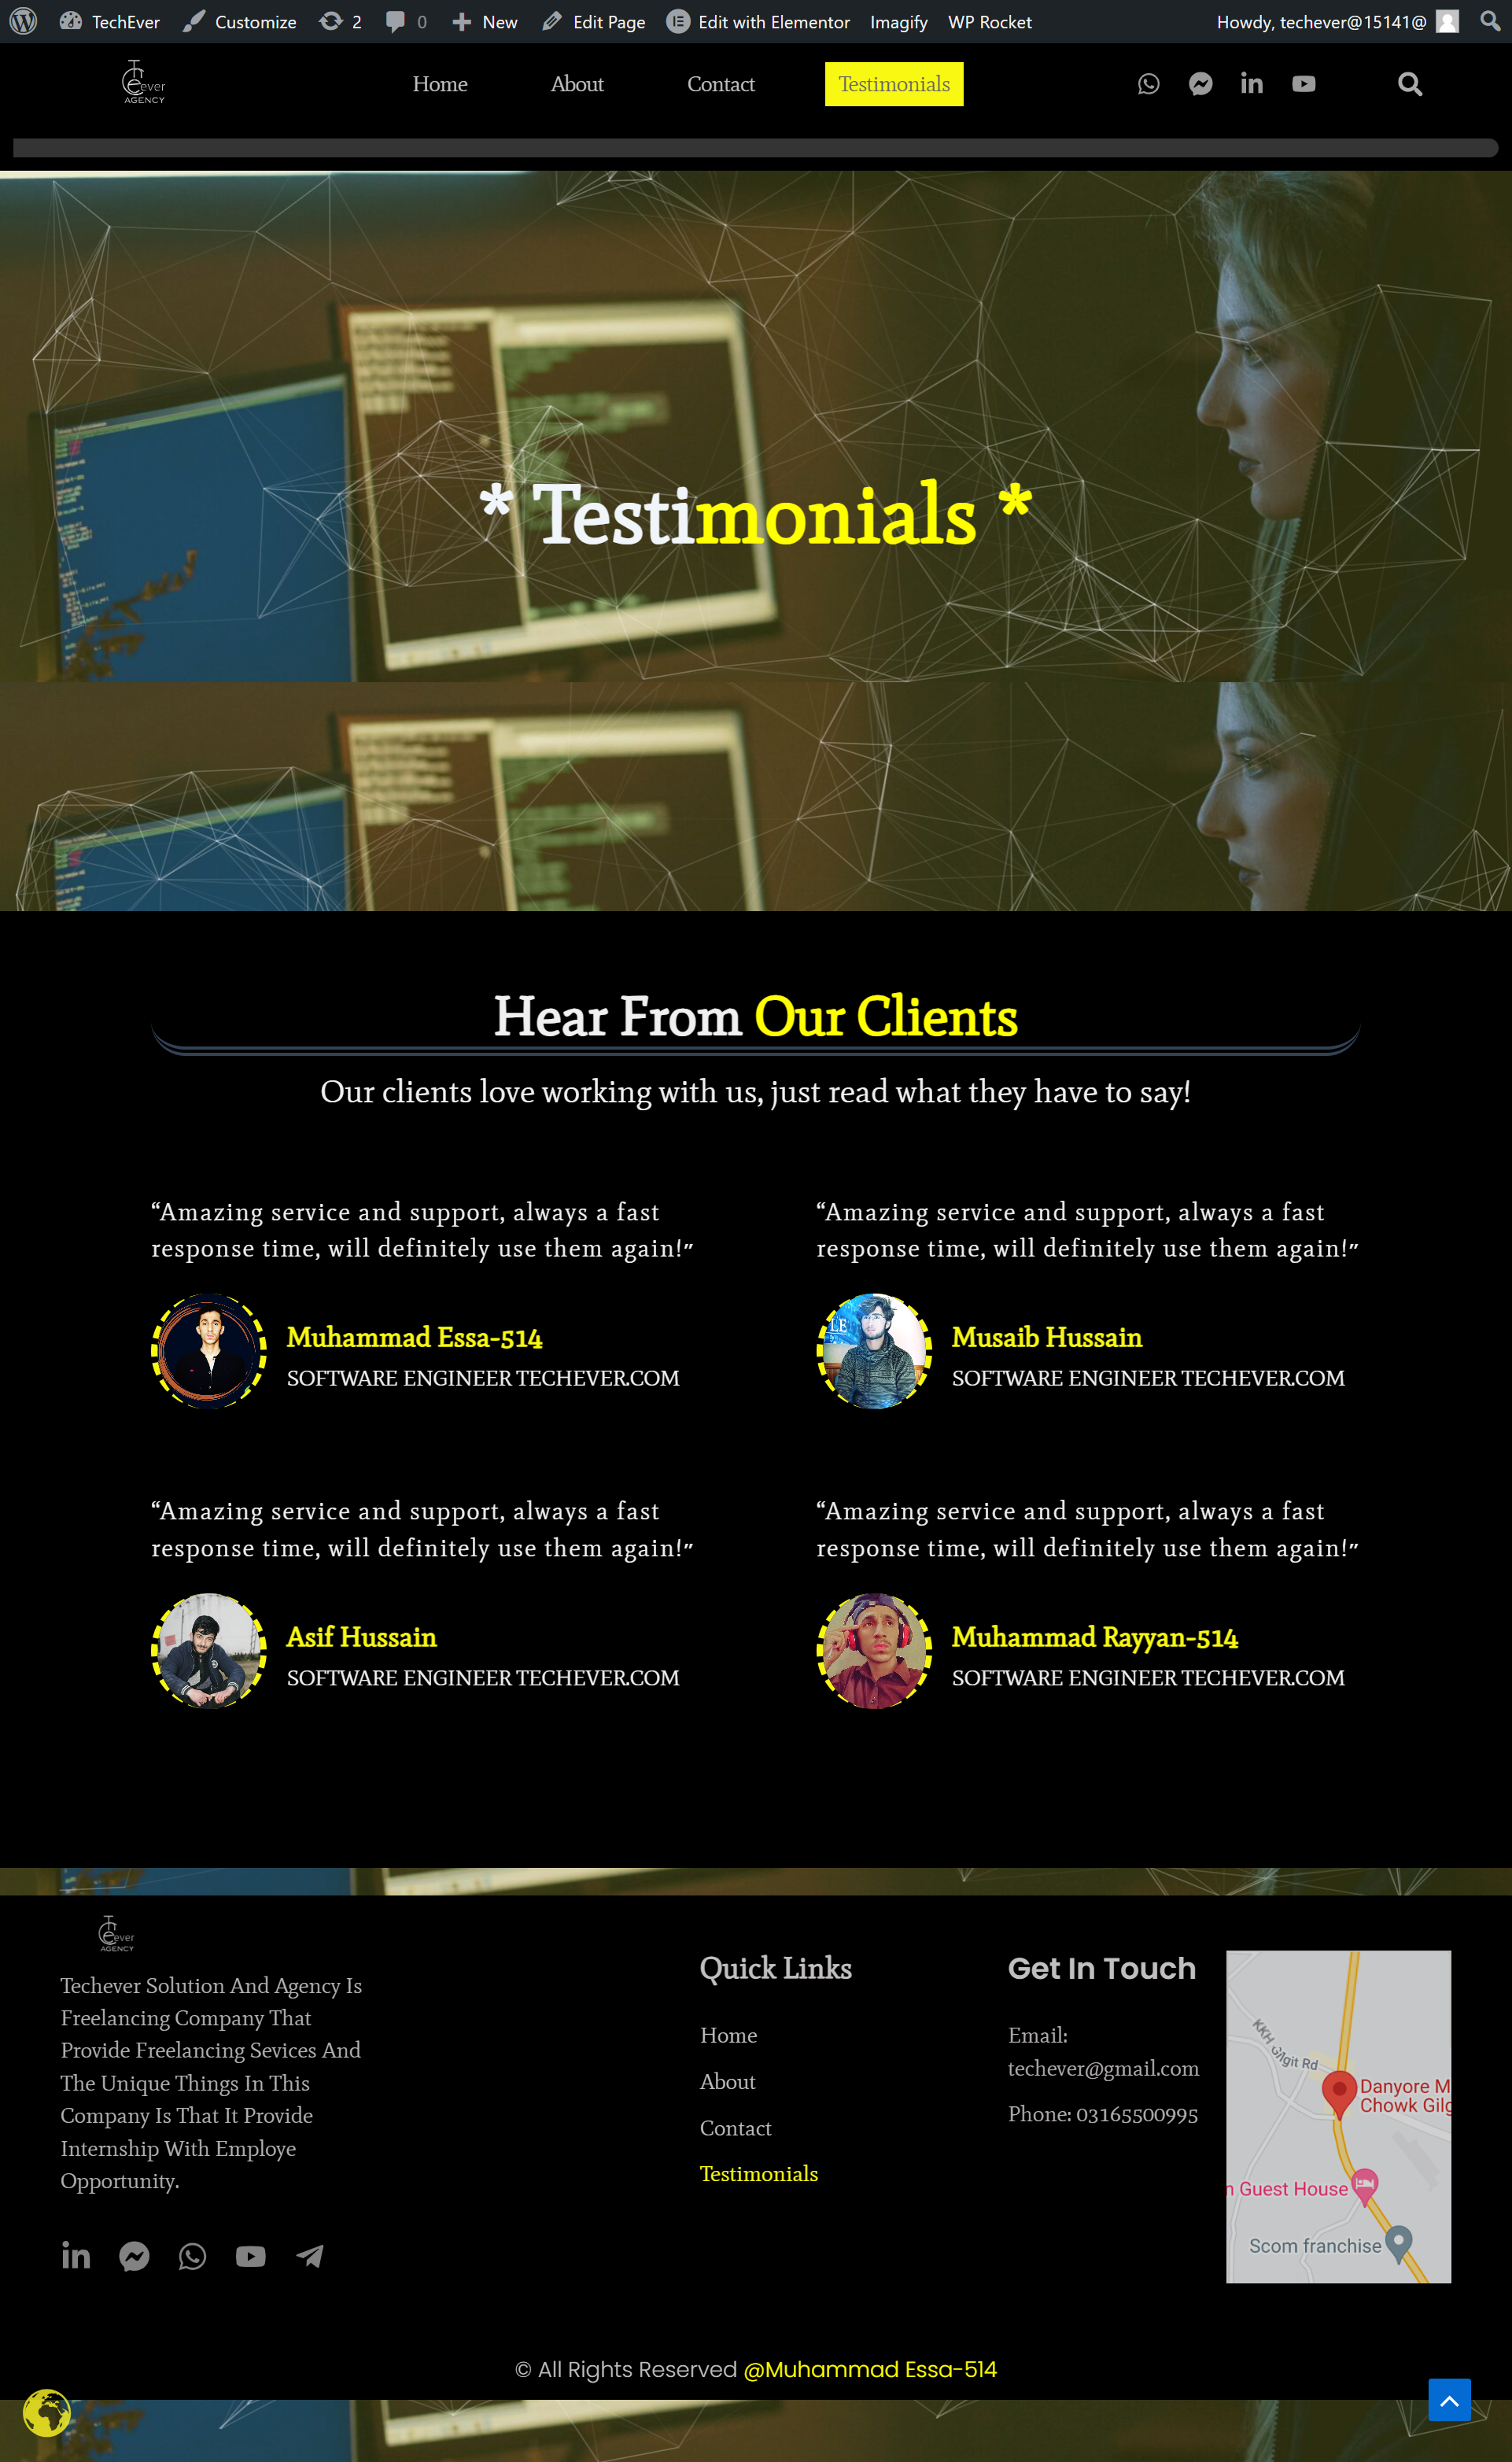 TechEver Customize 2 0 New Edit Page Edit with Elementor Imagify WP Rocket Howdy, techever@15141@
Tech
ever
AGENCY
Home About Contact Testimonials
* Testimonials *
Hear From Our Clients
Our clients love working with us, just read what they have to say!
“Amazing service and support, always a fast
response time, will definitely use them again!”
Muhammad Essa-514
SOFTWARE ENGINEER TECHEVER.COM
“Amazing service and support, always a fast
response time, will definitely use them again!”
LE
Musaib Hussain
SOFTWARE ENGINEER TECHEVER.COM
“Amazing service and support, always a fast
response time, will definitely use them again!”
Asif Hussain
SOFTWARE ENGINEER TECHEVER.COM
“Amazing service and support, always a fast
response time, will definitely use them again!”
Muhammad Rayyan-514
SOFTWARE ENGINEER TECHEVER.COM
ever
AGENCY
Techever Solution And Agency Is
Freelancing Company That
Provide Freelancing Sevices And
The Unique Things In This
Company Is That It Provide
Internship With Employe
Opportunity.
Quick Links
Home
About
Contact
Testimonials
Get In Touch
Email:
techever@gmail.com
Phone: 03165500995
KKH Gilgit Rd
Danyore M
Chowk Gilg
n Guest House
Scom franchise
© All Rights Reserved @Muhammad Essa-514